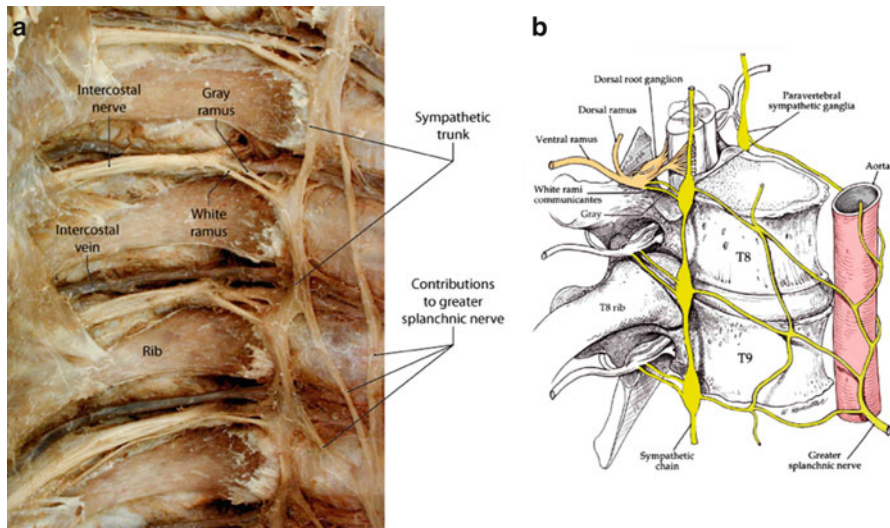 a
Intercostal
nerve
Gray
ramus
Sympathetic
trunk
White
ramus
Intercostal
vein
Contributions
to greater
splanchnic nerve
Rib
b
Dorsal root ganglion
Dorsal ramus
Ventral ramus
White rami
communicantes
Gray
Paravertebral
sympathetic ganglia
Aorta
T8
T8 rib
T9
Sympathetic
chain
Greater
splanchnic nerve